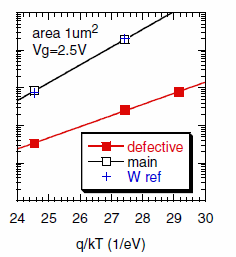 area 1um²
Vg=2.5V
defective
main
W ref
24 25 26 27 28 29 30
q/kT (1/eV)